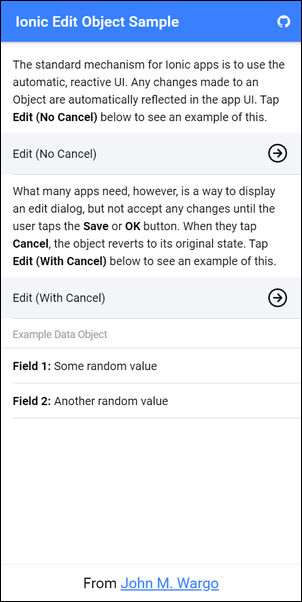 Ionic Edit Object Sample
The standard mechanism for Ionic apps is to use the
automatic, reactive UI. Any changes made to an
Object are automatically reflected in the app UI. Tap
Edit (No Cancel) below to see an example of this.
Edit (No Cancel)
What many apps need, however, is a way to display
an edit dialog, but not accept any changes until the
user taps the Save or OK button. When they tap
Cancel, the object reverts to its original state. Tap
Edit (With Cancel) below to see an example of this.
Edit (With Cancel)
Example Data Object
Field 1: Some random value
Field 2: Another random value
From John M. Wargo